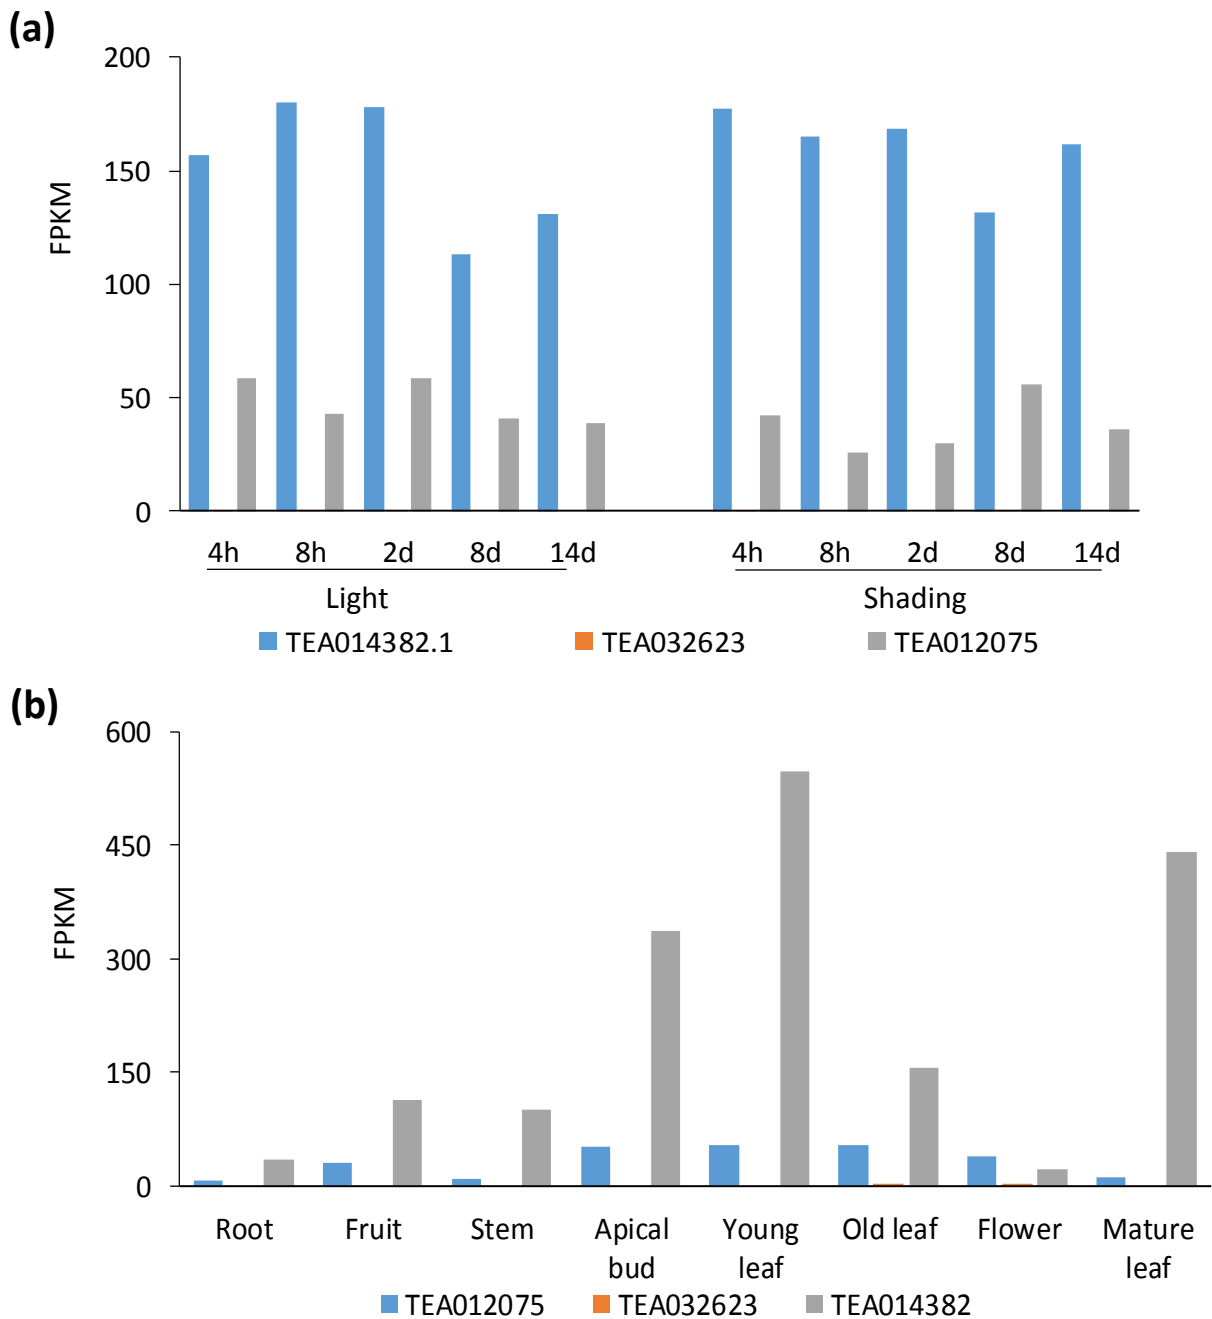 (a)
200
150
100
50
0
FPKM
4h 8h 2d 8d 14d 4h 8h 2d 8d 14d
Light Shading
TEA014382.1 TEA032623 TEA012075
(b)
600
450
300
150
0
FPKM
Root Fruit Stem Apical bud Young leaf Old leaf Flower Mature leaf
TEA012075 TEA032623 TEA014382